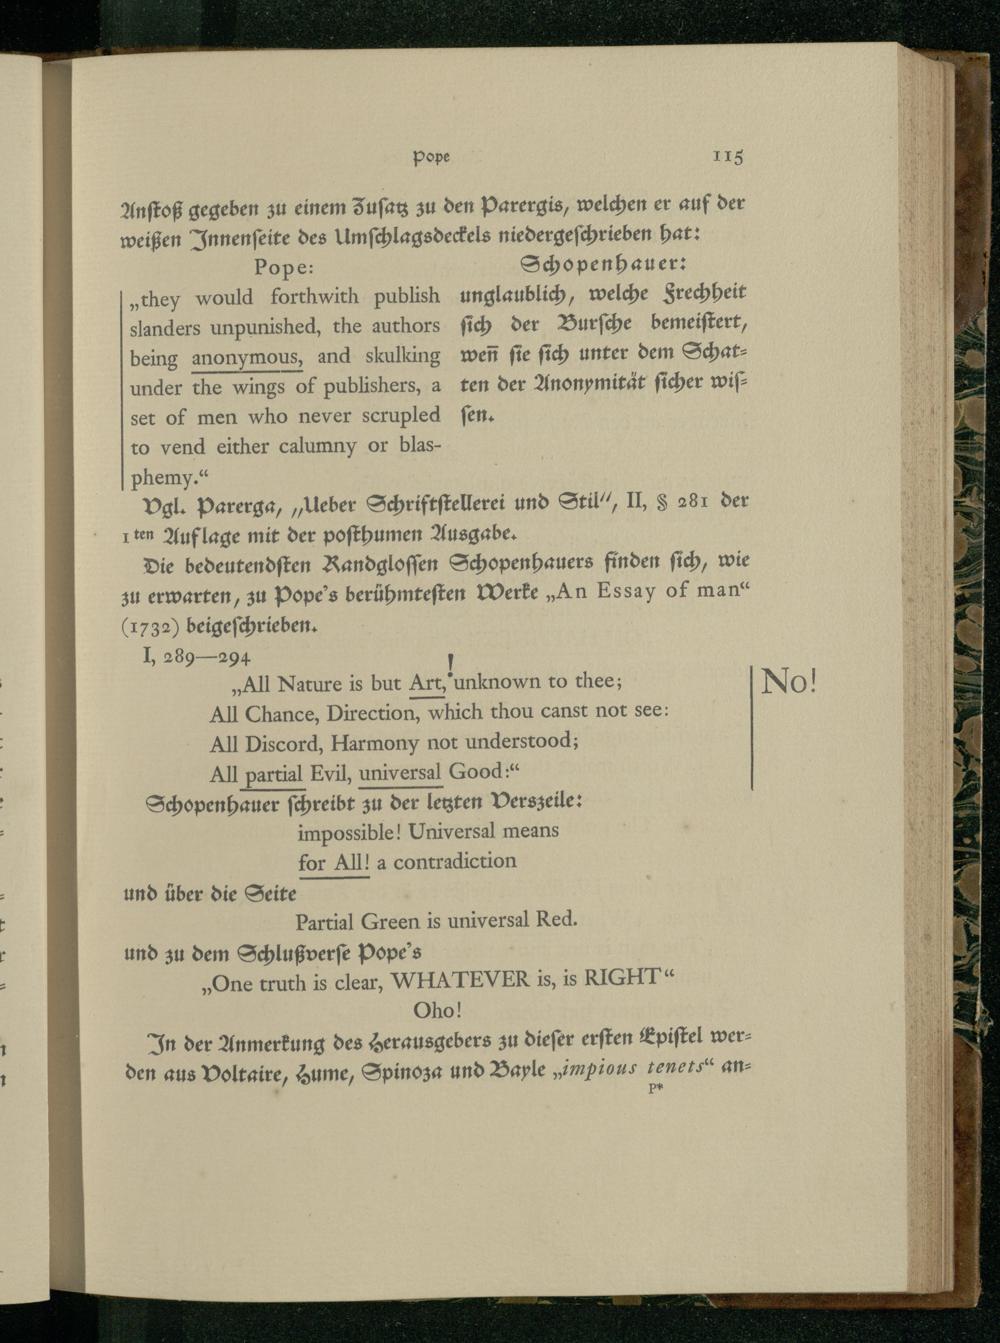 Pope 115
Anſtoß gegeben zu einem Zuſatz zu den Parergis, welchen er auf der
weißen Innenſeite des Umſchlagsdeckels niedergeſchrieben hat:
Pope:
„they would forthwith publish
slanders unpunished, the authors
being anonymous, and skulking
under the wings of publishers, a
set of men who never scrupled
to vend either calumny or blas-
phemy.“
Schopenhauer:
unglaublich, welche Frechheit
ſich der Burſche bemeiſtert,
wen̄ ſie ſich unter dem Schat-
ten der Anonymität ſicher wiſ-
ſen.
Vgl. Parerga, „Ueber Schriftſtellerei und Stil“, II, § 281 der
1ten Auflage mit der poſthumen Ausgabe.
Die bedeutendſten Randgloſſen Schopenhauers finden ſich, wie
zu erwarten, zu Pope's berühmteſten Werke „An Essay of man“
(1732) beigeſchrieben.
I, 289—294
„All Nature is but Art,! unknown to thee;
All Chance, Direction, which thou canst not see:
All Discord, Harmony not understood;
All partial Evil, universal Good:“
No!
Schopenhauer ſchreibt zu der letzten Verszeile:
impossible! Universal means
for All! a contradiction
und über die Seite
Partial Green is universal Red.
und zu dem Schlußverſe Pope's
„One truth is clear, WHATEVER is, is RIGHT“
Oho!
In der Anmerkung des Herausgebers zu dieſer erſten Epiſtel wer-
den aus Voltaire, Hume, Spinoza und Bayle „impious tenets“ an-
P*